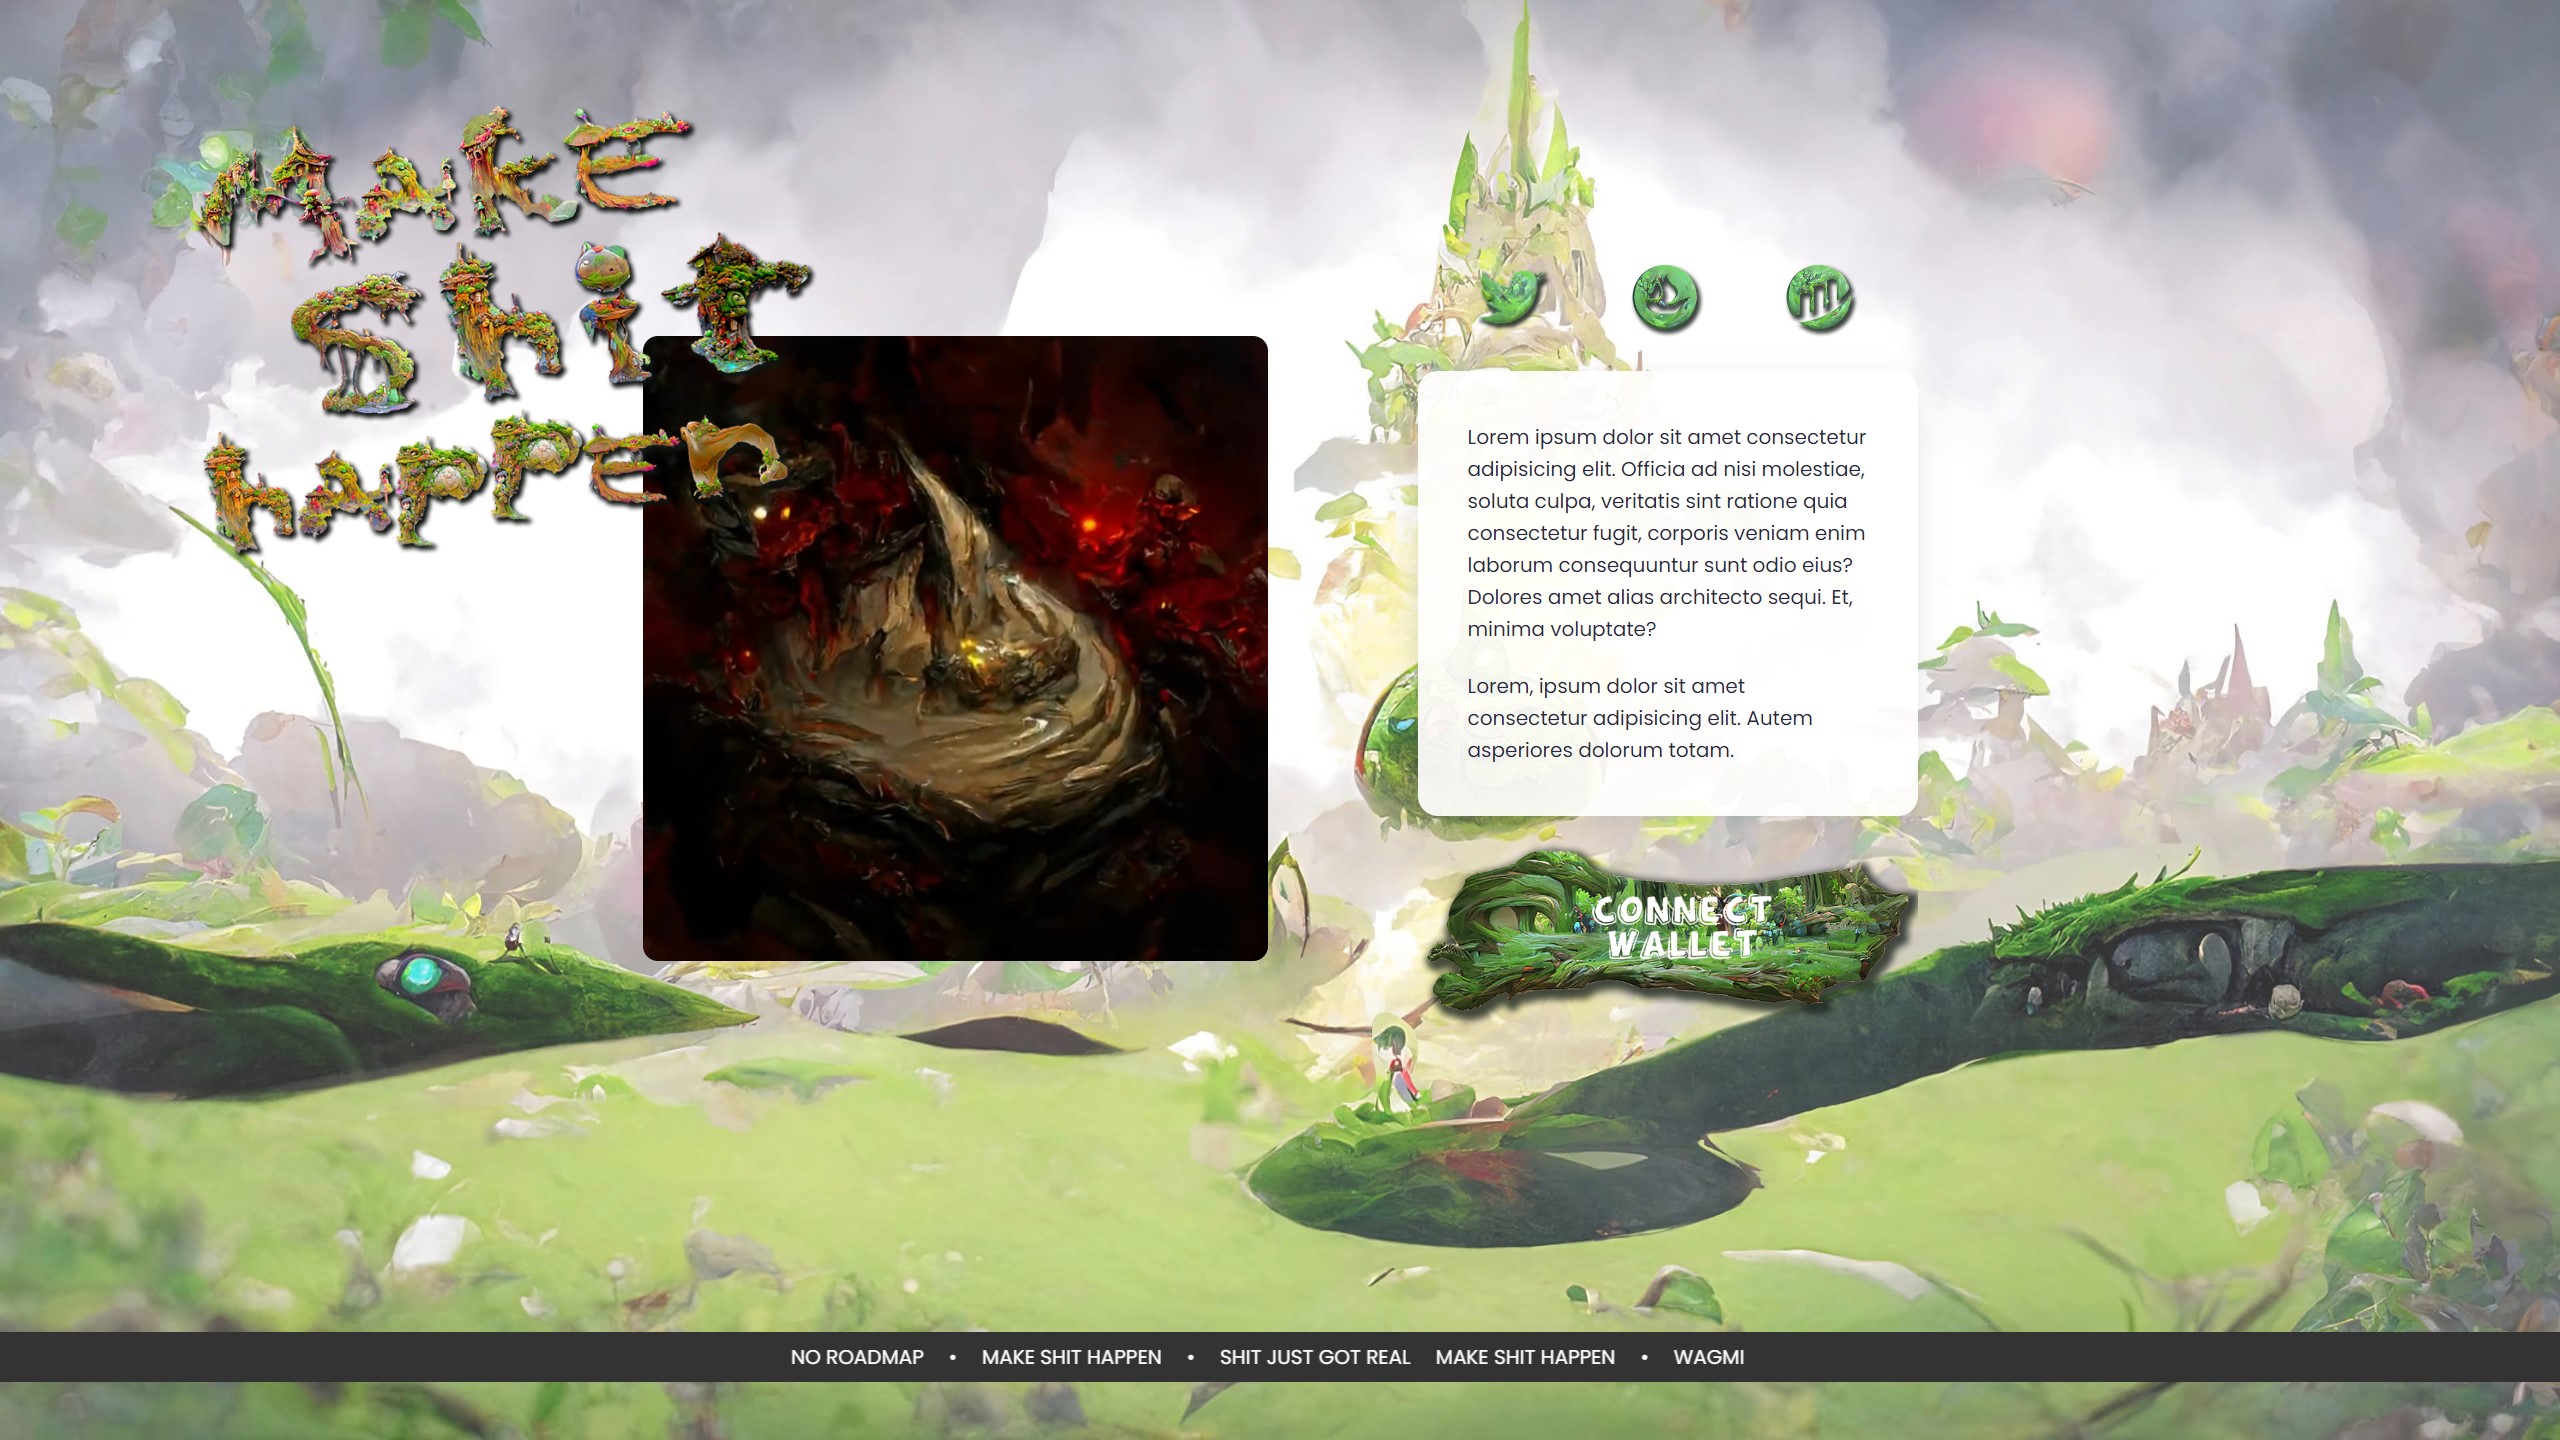 MAKE
ShiT
hAPPEn
Lorem ipsum dolor sit amet consectetur
adipisicing elit. Officia ad nisi molestiae,
soluta culpa, veritatis sint ratione quia
consectetur fugit, corporis veniam enim
laborum consequuntur sunt odio eius?
Dolores amet alias architecto sequi. Et,
minima voluptate?
Lorem, ipsum dolor sit amet
consectetur adipisicing elit. Autem
asperiores dolorum totam.
CONNECT
WALLET
NO ROADMAP • MAKE SHIT HAPPEN • SHIT JUST GOT REAL MAKE SHIT HAPPEN • WAGMI